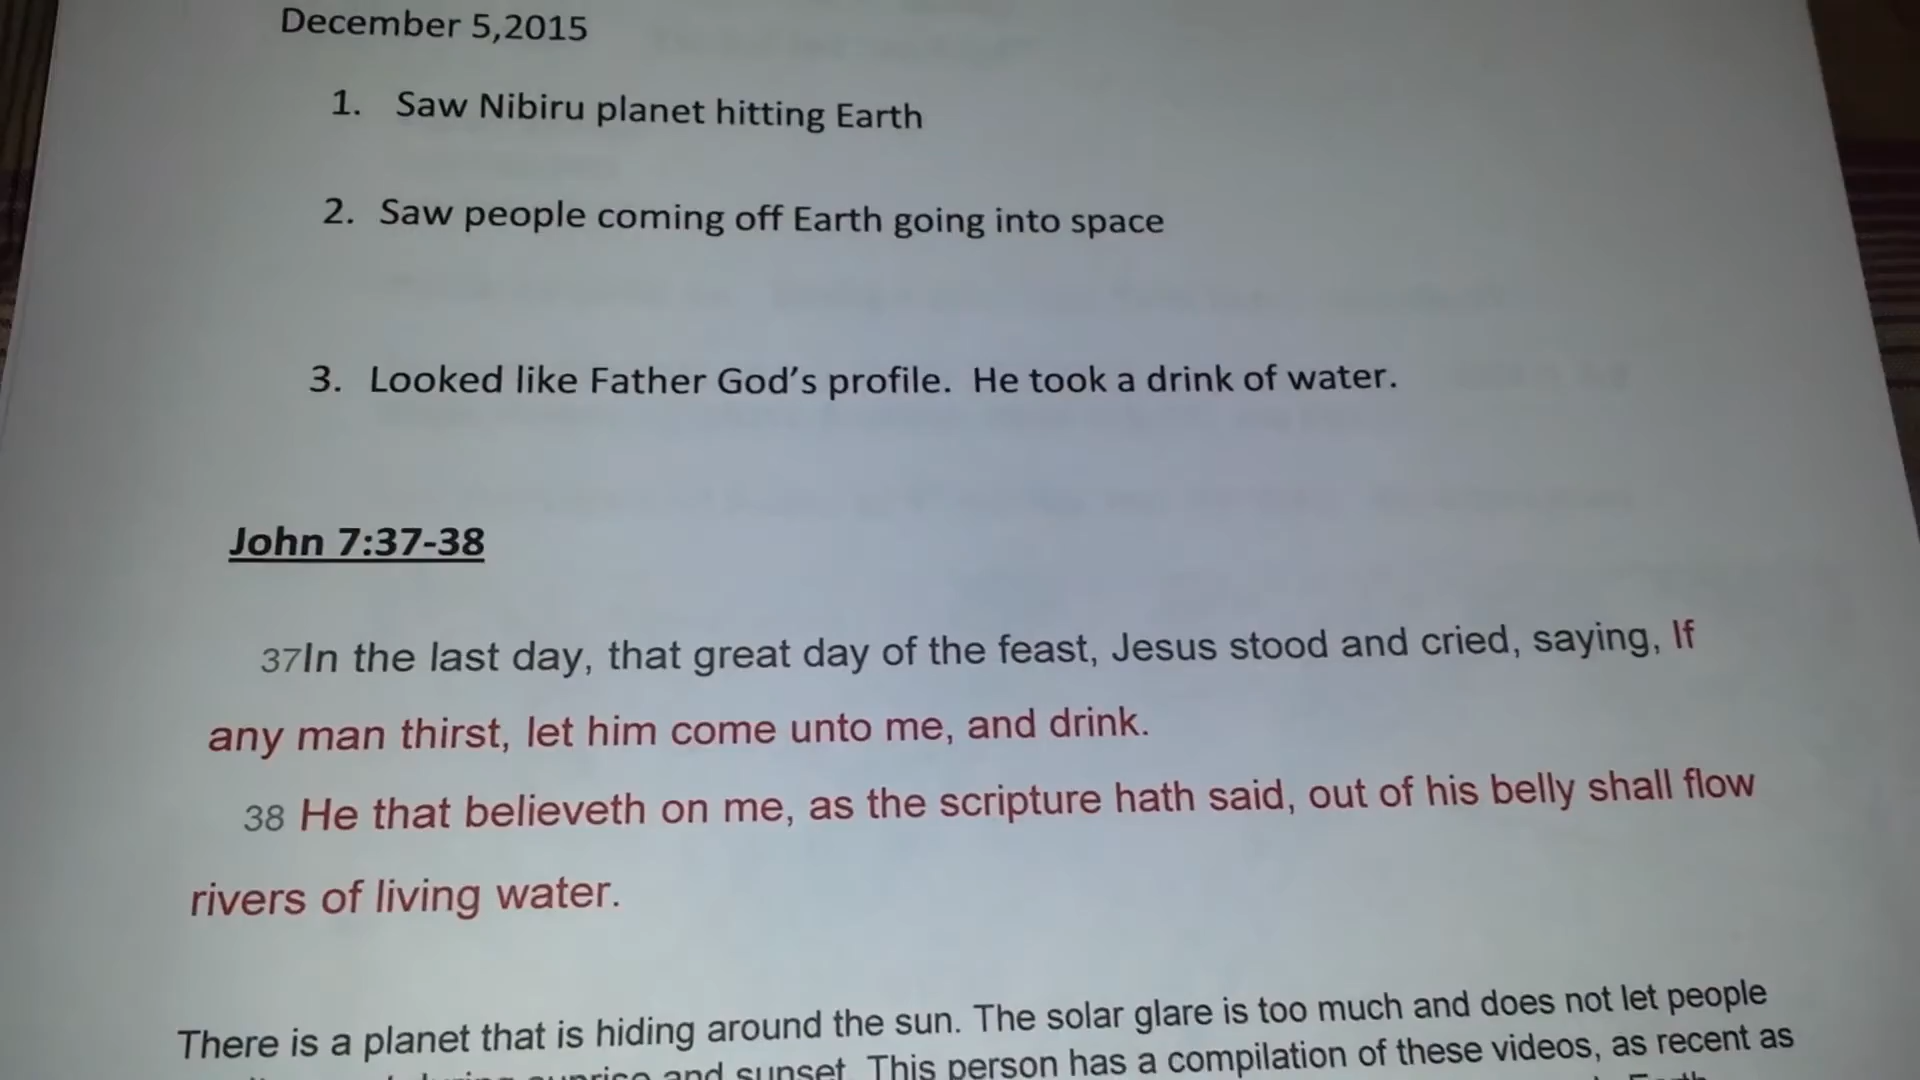 December 5,2015
1. Saw Nibiru planet hitting Earth
2. Saw people coming off Earth going into space
3. Looked like Father God's profile. He took a drink of water.
John 7:37-38
37In the last day, that great day of the feast, Jesus stood and cried, saying, If
any man thirst, let him come unto me, and drink.
38 He that believeth on me, as the scripture hath said, out of his belly shall flow
rivers of living water.
There is a planet that is hiding around the sun. The solar glare is too much and does not let people
sunrise and sunset. This person has a compilation of these videos, as recent as